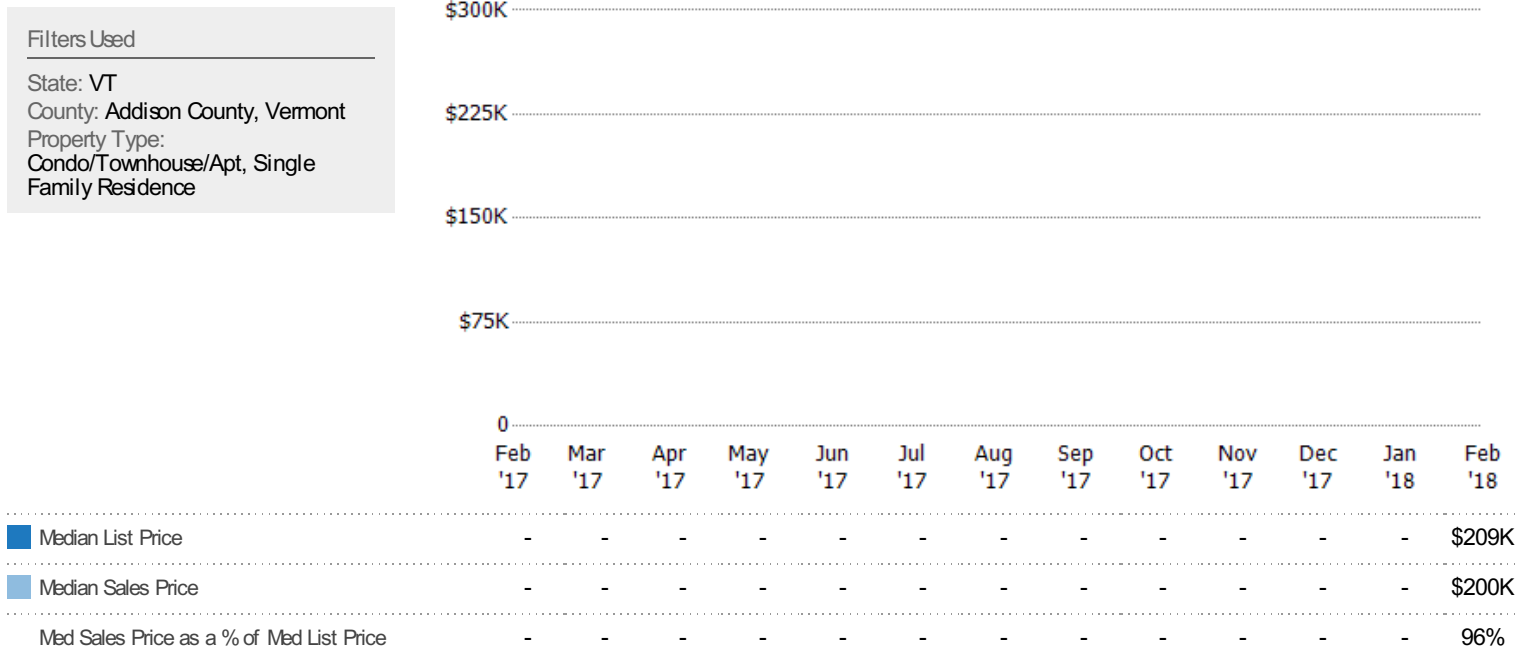 Filters Used
State: VT
County: Addison County, Vermont
Property Type:
Condo/Townhouse/Apt, Single
Family Residence
$300K
$225K
$150K
$75K
0
Feb Mar Apr May Jun Jul Aug Sep Oct Nov Dec Jan Feb
'17 '17 '17 '17 '17 '17 '17 '17 '17 '17 '17 '18 '18
Median List Price - - - - - - - - - - - - $209K
Median Sales Price - - - - - - - - - - - - $200K
Med Sales Price as a % of Med List Price - - - - - - - - - - - - 96%